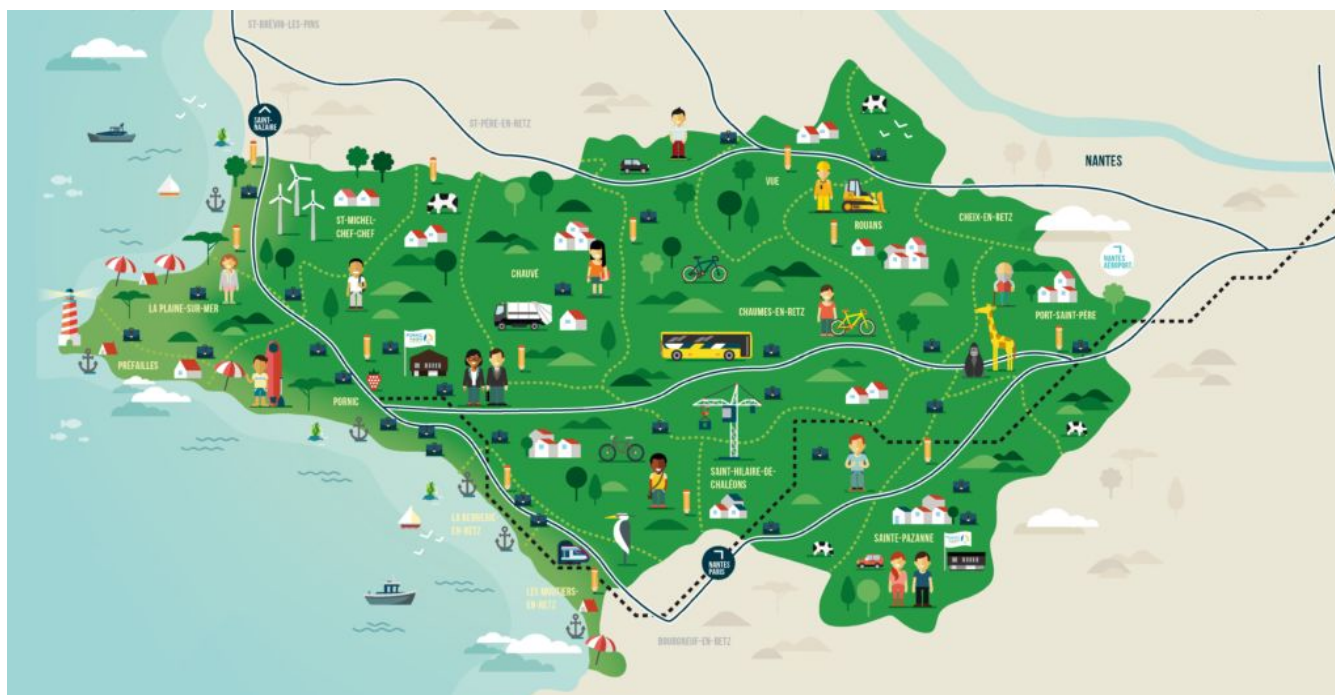 ST-BREVIN-LES-PINS
SAINT-
NAZAIRE
ST-PÈRE-EN-RETZ
NANTES
VUE
ROUANS
CHEIX-EN-RETZ
NANTES
AÉROPORT
ST-MICHEL-
CHEF-CHEF
CHAUVÉ
LA PLAINE-SUR-MER
CHAUMES-EN-RETZ
PORT-SAINT-PÈRE
PRÉFAILLES
PORNIC
SAINT-HILAIRE-DE-
CHALÉONS
LA BERNERIE-
EN-RETZ
SAINTE-PAZANNE
NANTES
PARIS
LES MOUTIERS-
EN-RETZ
BOURGNEUF-EN-RETZ